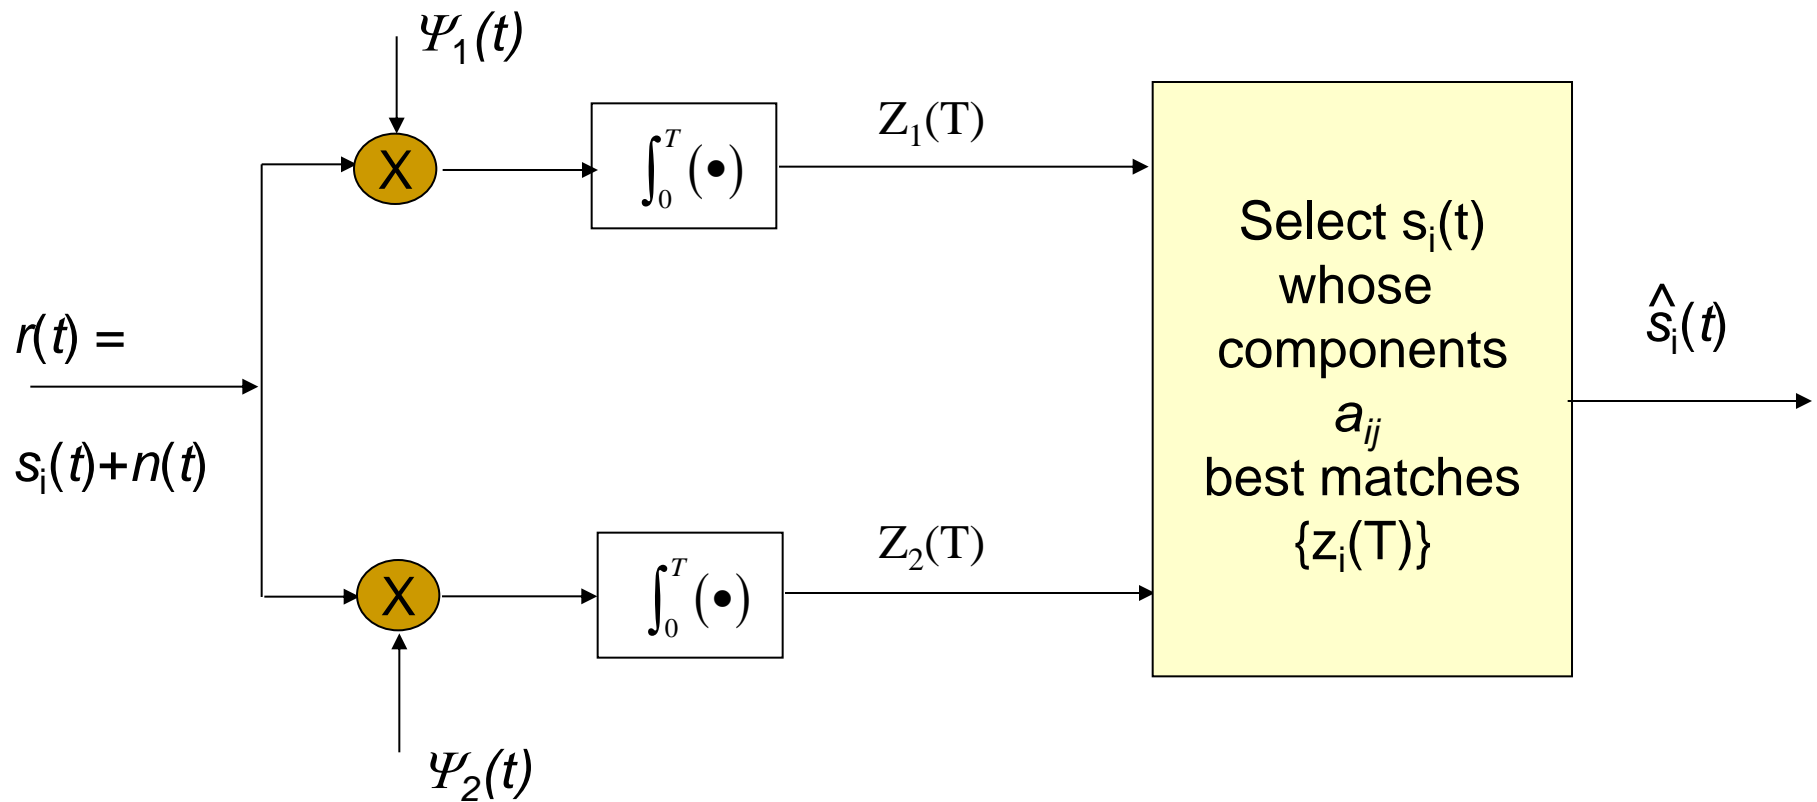 Ψ₁(t)
X
∫₀ᵀ(•)
Z₁(T)
r(t) =
sᵢ(t)+n(t)
X
∫₀ᵀ(•)
Z₂(T)
Ψ₂(t)
Select sᵢ(t)
whose
components
aᵢⱼ
best matches
{zᵢ(T)}
ŝᵢ(t)